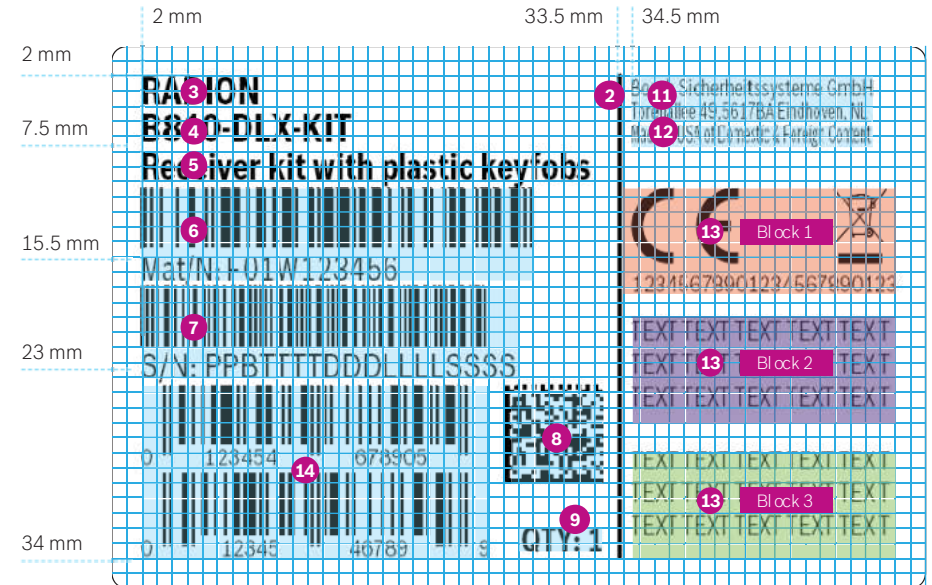 2 mm 33.5 mm 34.5 mm
2 mm
RADION
3
B810-DLX-KIT
4
7.5 mm
Receiver kit with plastic keyfobs
5
2
Bosch Sicherheitssysteme GmbH
11
Torenallee 49, 5617BA Eindhoven, NL
12
Made in USA of Domestic & Foreign Content
6
CE
13 Block 1
15.5 mm
Mat/N: F01W123456
12345678901234567890123
7
TEXT TEXT TEXT TEXT TEXT
23 mm
S/N: PPBTTTTDDDLLLLSSSS
TEXT TEXT TEXT TEXT TEXT
13 Block 2
TEXT TEXT TEXT TEXT TEXT
8
0 123454 678905
14
TEXT TEXT TEXT TEXT TEXT
TEXT TEXT TEXT TEXT TEXT
13 Block 3
TEXT TEXT TEXT TEXT TEXT
9
QTY: 1
34 mm
0 12345 46789 9